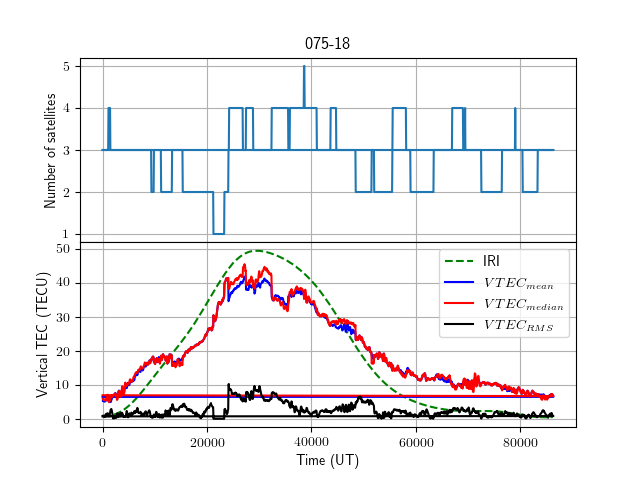 075-18
Number of satellites
5
4
3
2
1
Vertical TEC (TECU)
50
40
30
20
10
0
IRI
VTEC_mean
VTEC_median
VTEC_RMS
0 20000 40000 60000 80000
Time (UT)